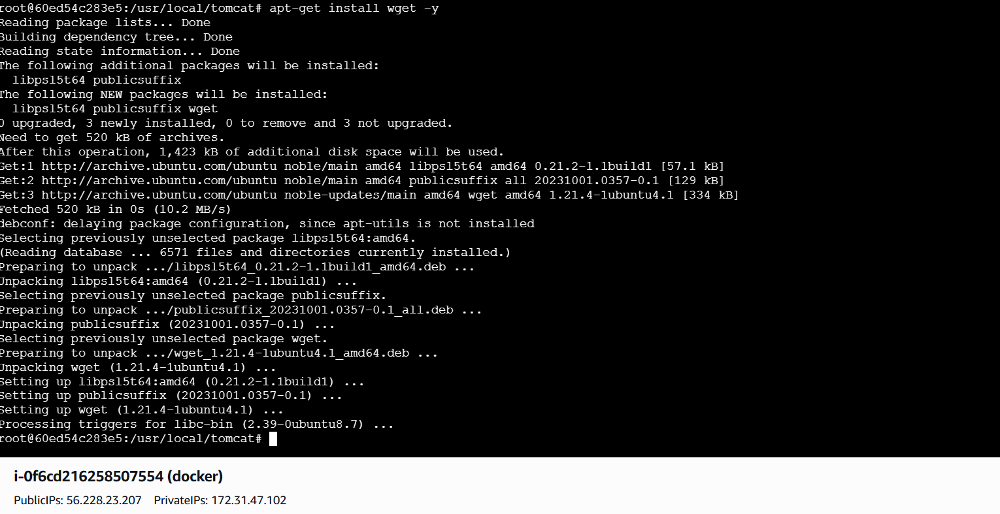 root@60ed54c283e5:/usr/local/tomcat# apt-get install wget -y
Reading package lists... Done
Building dependency tree... Done
Reading state information... Done
The following additional packages will be installed:
  libpsl5t64 publicsuffix
The following NEW packages will be installed:
  libpsl5t64 publicsuffix wget
0 upgraded, 3 newly installed, 0 to remove and 3 not upgraded.
Need to get 520 kB of archives.
After this operation, 1,423 kB of additional disk space will be used.
Get:1 http://archive.ubuntu.com/ubuntu noble/main amd64 libpsl5t64 amd64 0.21.2-1.1build1 [57.1 kB]
Get:2 http://archive.ubuntu.com/ubuntu noble/main amd64 publicsuffix all 20231001.0357-0.1 [129 kB]
Get:3 http://archive.ubuntu.com/ubuntu noble-updates/main amd64 wget amd64 1.21.4-1ubuntu4.1 [334 kB]
Fetched 520 kB in 0s (10.2 MB/s)
debconf: delaying package configuration, since apt-utils is not installed
Selecting previously unselected package libpsl5t64:amd64.
(Reading database ... 6571 files and directories currently installed.)
Preparing to unpack .../libpsl5t64_0.21.2-1.1build1_amd64.deb ...
Unpacking libpsl5t64:amd64 (0.21.2-1.1build1) ...
Selecting previously unselected package publicsuffix.
Preparing to unpack .../publicsuffix_20231001.0357-0.1_all.deb ...
Unpacking publicsuffix (20231001.0357-0.1) ...
Selecting previously unselected package wget.
Preparing to unpack .../wget_1.21.4-1ubuntu4.1_amd64.deb ...
Unpacking wget (1.21.4-1ubuntu4.1) ...
Setting up libpsl5t64:amd64 (0.21.2-1.1build1) ...
Setting up publicsuffix (20231001.0357-0.1) ...
Setting up wget (1.21.4-1ubuntu4.1) ...
Processing triggers for libc-bin (2.39-0ubuntu8.7) ...
root@60ed54c283e5:/usr/local/tomcat#
i-0f6cd216258507554 (docker)
PublicIPs: 56.228.23.207 PrivateIPs: 172.31.47.102